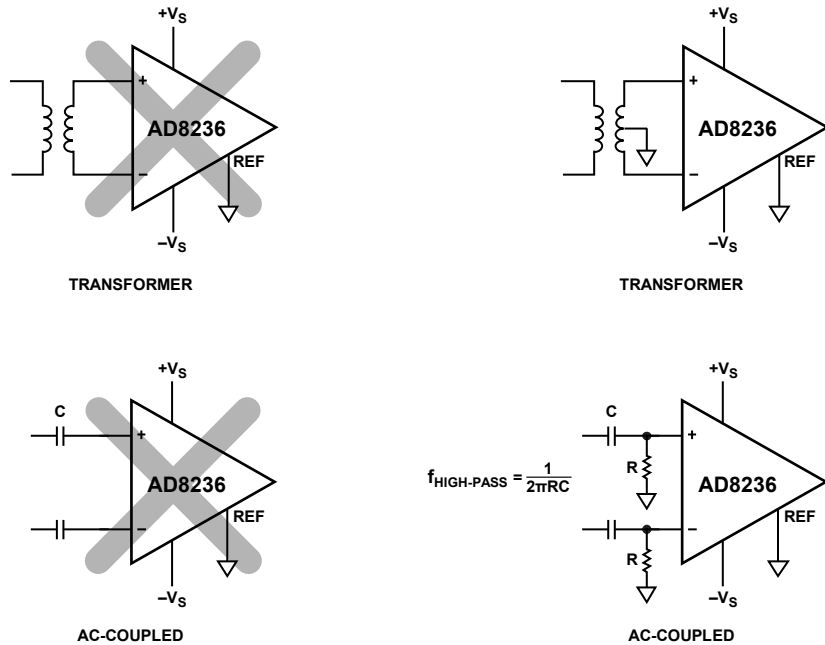 +VS
+
AD8236
REF
−
−VS
TRANSFORMER
+VS
+
AD8236
REF
−
−VS
TRANSFORMER
+VS
C
+
AD8236
−
REF
−VS
AC-COUPLED
fHIGH-PASS = 1/2πRC
+VS
C
+
R
AD8236
−
REF
R
−VS
AC-COUPLED